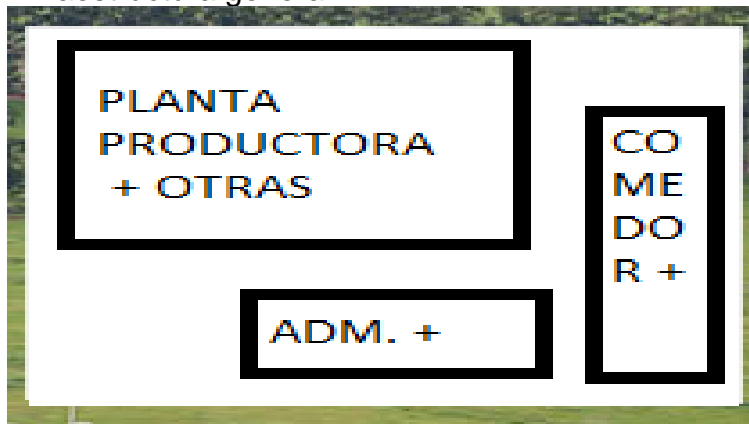 PLANTA
PRODUCTORA
+ OTRAS
CO
ME
DO
R +
ADM. +